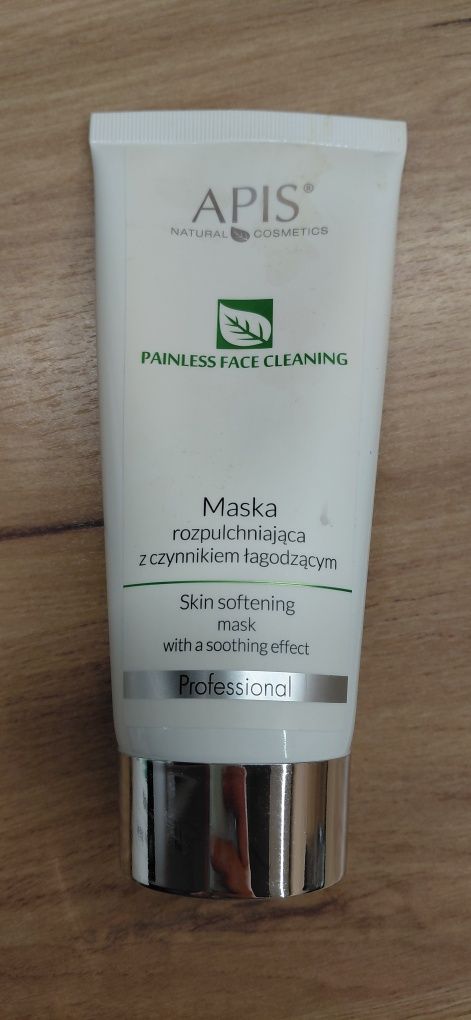 APIS®
NATURAL COSMETICS
PAINLESS FACE CLEANING
Maska
rozpulchniająca
z czynnikiem łagodzącym
Skin softening
mask
with a soothing effect
Professional